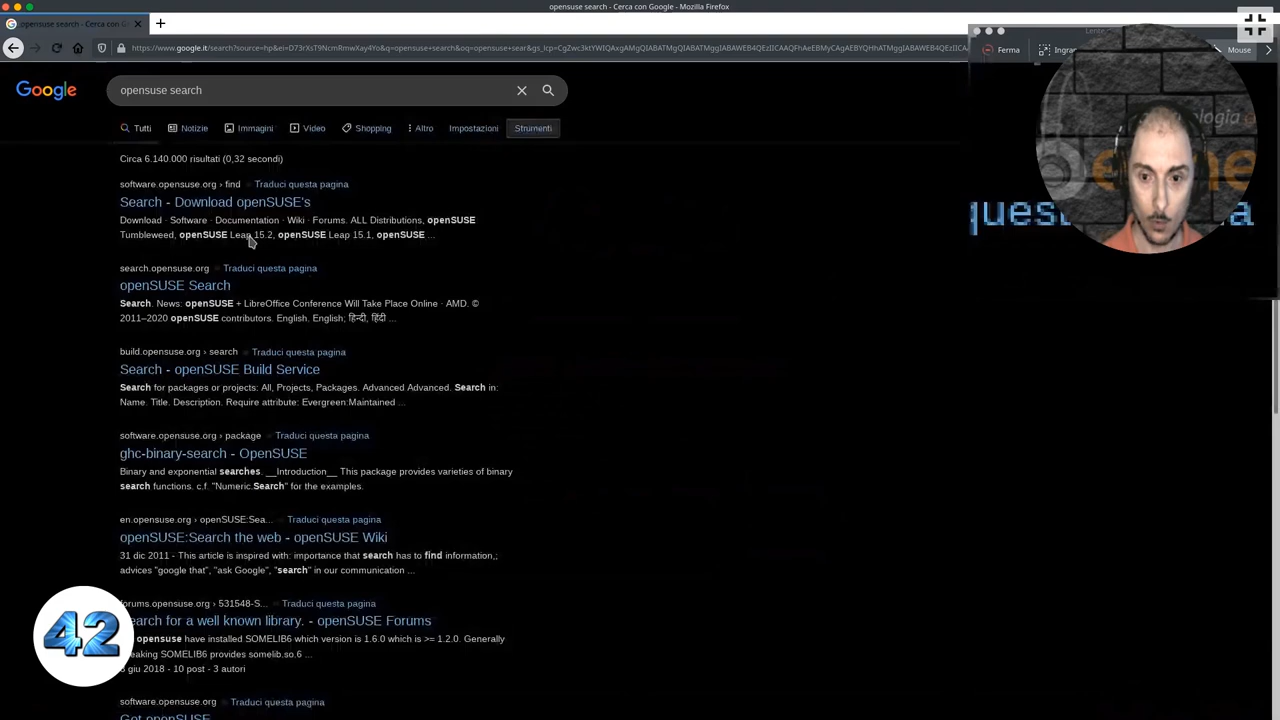 opensuse search - Cerca con Google - Mozilla Firefox
opensuse search - Cerca con G
https://www.google.it/search?source=hp&ei=D73rXsT9NcmRmwXay4Yo&q=opensuse+search&oq=opensuse+sear&gs_lcp=
Lente
Ferma
Ingran
Mouse
Google
opensuse search
Tutti
Notizie
Immagini
Video
Shopping
Altro
Impostazioni
Strumenti
Circa 6.140.000 risultati (0,32 secondi)
software.opensuse.org › find
Traduci questa pagina
Search - Download openSUSE's
Download · Software · Documentation · Wiki · Forums. ALL Distributions, openSUSE
Tumbleweed, openSUSE Leap 15.2, openSUSE Leap 15.1, openSUSE ...
search.opensuse.org
Traduci questa pagina
openSUSE Search
Search. News: openSUSE + LibreOffice Conference Will Take Place Online · AMD. ©
2011–2020 openSUSE contributors. English. English; हिन्दी, हिंदी ...
build.opensuse.org › search
Traduci questa pagina
Search - openSUSE Build Service
Search for packages or projects: All, Projects, Packages. Advanced Advanced. Search in:
Name. Title. Description. Require attribute: Evergreen:Maintained ...
software.opensuse.org › package
Traduci questa pagina
ghc-binary-search - OpenSUSE
Binary and exponential searches. __Introduction__ This package provides varieties of binary
search functions. c.f. "Numeric.Search" for the examples.
en.opensuse.org › openSUSE:Sea...
Traduci questa pagina
openSUSE:Search the web - openSUSE Wiki
31 dic 2011 - This article is inspired with: importance that search has to find information,;
advices "google that", "ask Google", "search" in our communication ...
forums.opensuse.org › 531548-S...
Traduci questa pagina
earch for a well known library. - openSUSE Forums
opensuse have installed SOMELIB6 which version is 1.6.0 which is >= 1.2.0. Generally
eaking SOMELIB6 provides somelib.so.6 ...
giu 2018 - 10 post - 3 autori
software.opensuse.org
Traduci questa pagina
Get openSUSE
42
ologia
ques
a